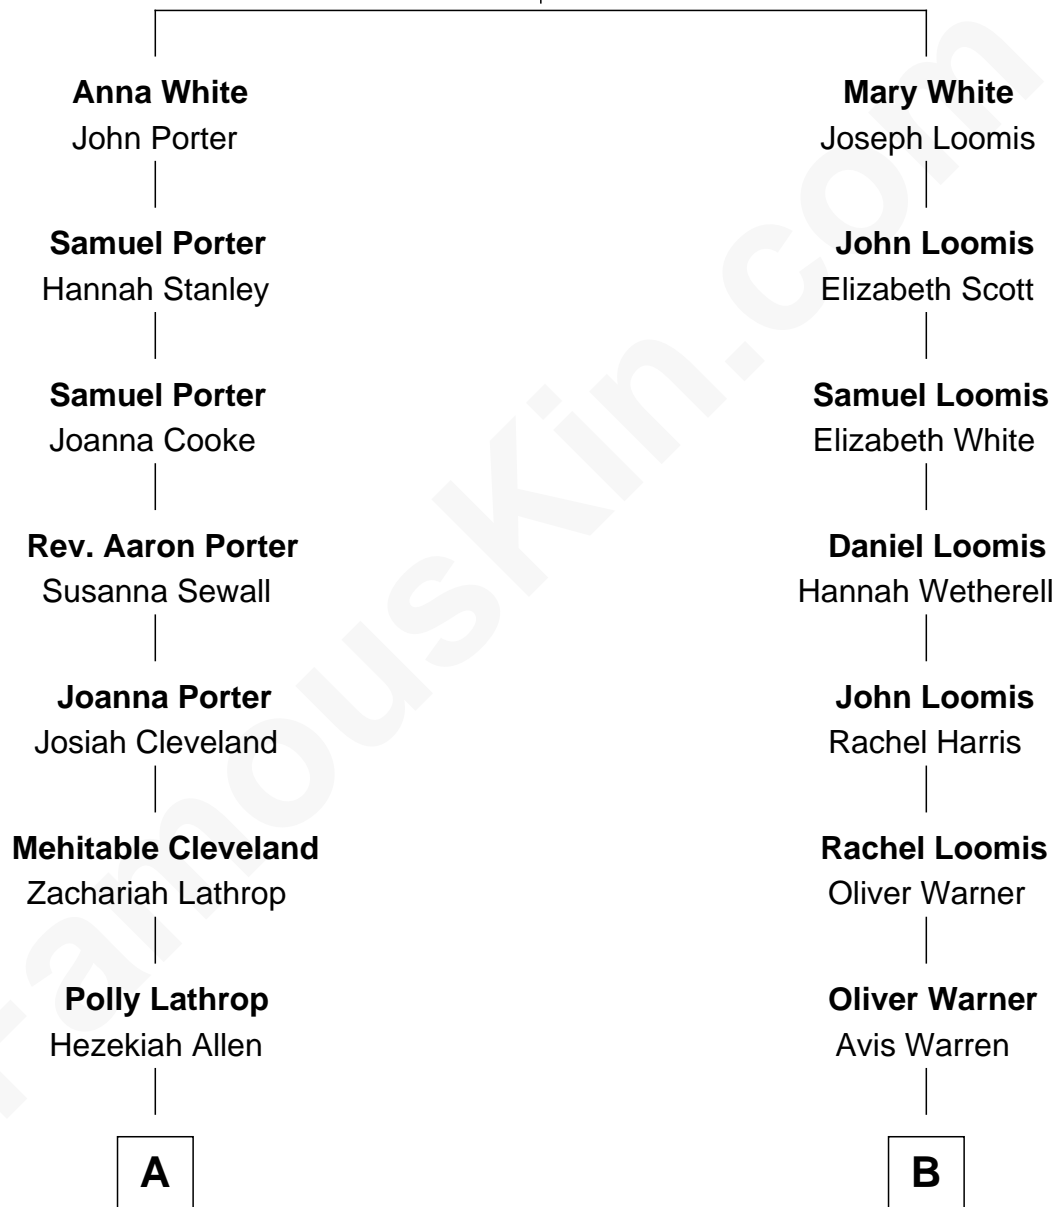 Anna White
John Porter
Mary White
Joseph Loomis
Samuel Porter
Hannah Stanley
John Loomis
Elizabeth Scott
Samuel Porter
Joanna Cooke
Samuel Loomis
Elizabeth White
Rev. Aaron Porter
Susanna Sewall
Daniel Loomis
Hannah Wetherell
Joanna Porter
Josiah Cleveland
John Loomis
Rachel Harris
Mehitable Cleveland
Zachariah Lathrop
Rachel Loomis
Oliver Warner
Polly Lathrop
Hezekiah Allen
Oliver Warner
Avis Warren
A
B
FamousKin.com